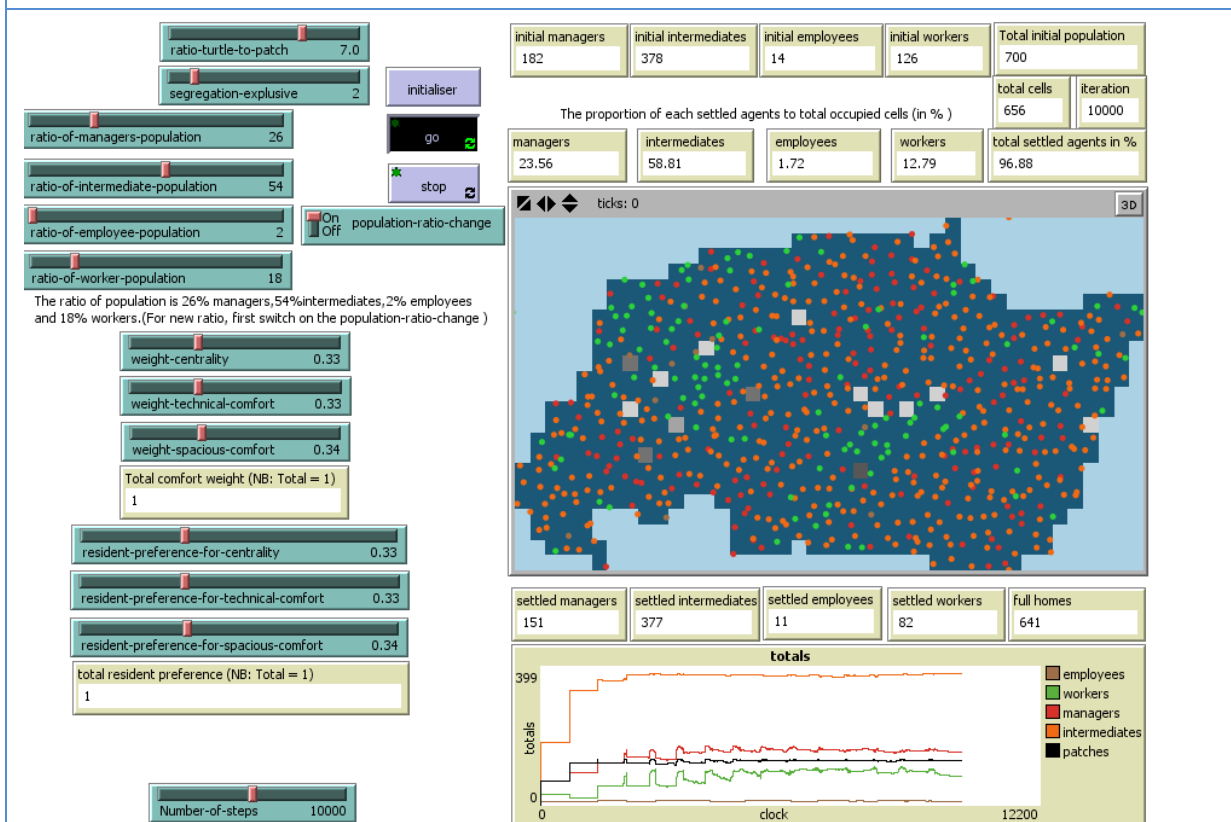 ratio-turtle-to-patch 7.0
segregation-explusive 2
initialiser
ratio-of-managers-population 26
go
ratio-of-intermediate-population 54
stop
ratio-of-employee-population 2
On
Off
population-ratio-change
ratio-of-worker-population 18
The ratio of population is 26% managers,54%intermediates,2% employees
and 18% workers.(For new ratio, first switch on the population-ratio-change )
weight-centrality 0.33
weight-technical-comfort 0.33
weight-spacious-comfort 0.34
Total comfort weight (NB: Total = 1)
1
resident-preference-for-centrality 0.33
resident-preference-for-technical-comfort 0.33
resident-preference-for-spacious-comfort 0.34
total resident preference (NB: Total = 1)
1
Number-of-steps 10000
initial managers
182
initial intermediates
378
initial employees
14
initial workers
126
Total initial population
700
total cells
656
iteration
10000
The proportion of each settled agents to total occupied cells (in % )
managers
23.56
intermediates
58.81
employees
1.72
workers
12.79
total settled agents in %
96.88
ticks: 0
3D
settled managers
151
settled intermediates
377
settled employees
11
settled workers
82
full homes
641
totals
399
totals
0
0
clock
12200
employees
workers
managers
intermediates
patches